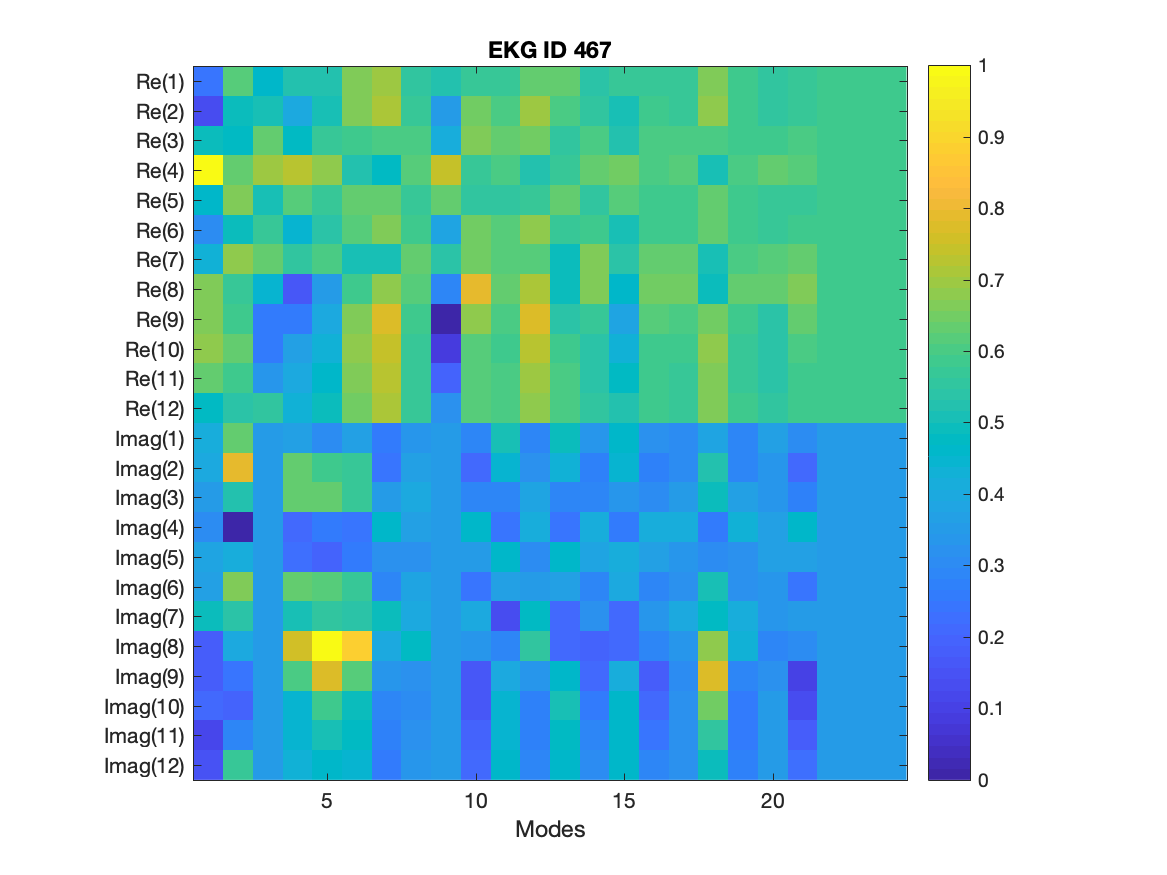 EKG ID 467
Re(1)
Re(2)
Re(3)
Re(4)
Re(5)
Re(6)
Re(7)
Re(8)
Re(9)
Re(10)
Re(11)
Re(12)
Imag(1)
Imag(2)
Imag(3)
Imag(4)
Imag(5)
Imag(6)
Imag(7)
Imag(8)
Imag(9)
Imag(10)
Imag(11)
Imag(12)
5 10 15 20
Modes
1
0.9
0.8
0.7
0.6
0.5
0.4
0.3
0.2
0.1
0